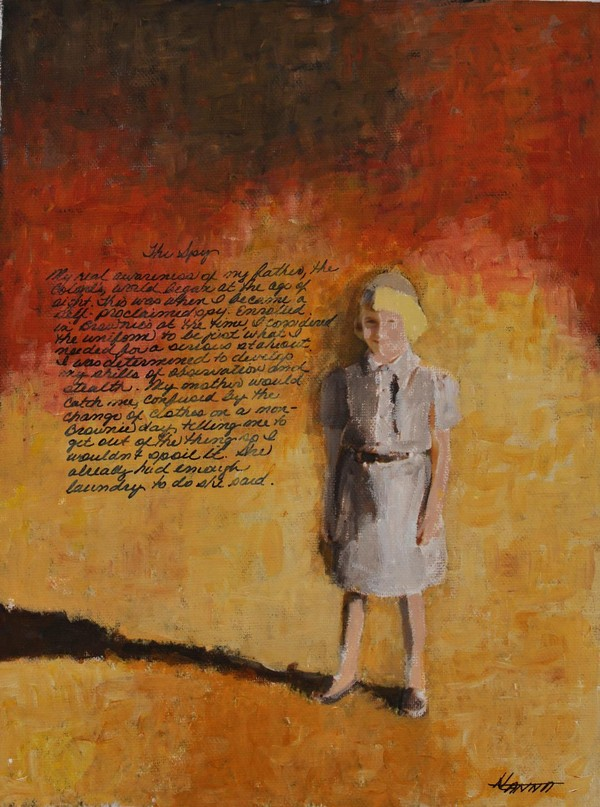 The Spy
My real awareness of my father, the
Colonel's, world began at the age of
eight. This was when I became a
self-proclaimed spy. Enrolled
in Brownies at the time, I considered
the uniform to be just what I
needed for a serious stakeout.
I was determined to develop
my skills of observation and
stealth. My mother would
catch me, confused by the
change of clothes on a non-
Brownie day, telling me to
get out of the thing so I
wouldn't spoil it. She
already had enough
laundry to do she said.
HANNA